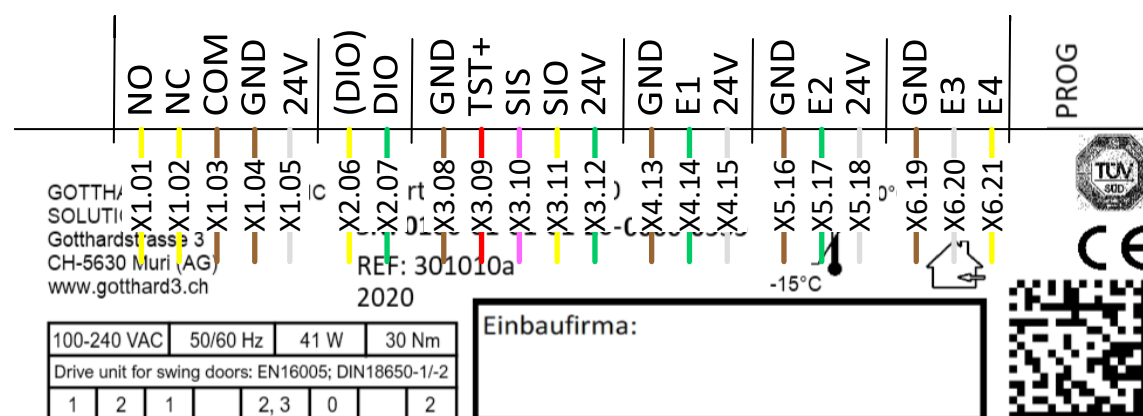 NO NC COM GND 24V (DIO) DIO GND TST+ SIS SIO 24V GND E1 24V GND E2 24V GND E3 E4 PROG
X1.01 X1.02 X1.03 X1.04 X1.05 X2.06 X2.07 X3.08 X3.09 X3.10 X3.11 X3.12 X4.13 X4.14 X4.15 X5.16 X5.17 X5.18 X6.19 X6.20 X6.21
TÜV
SÜD
Gotthardstrasse 3
CH-5630 Muri (AG)
www.gotthard3.ch
REF: 301010a
2020
-15°C
CE
100-240 VAC 50/60 Hz 41 W 30 Nm
Drive unit for swing doors: EN16005; DIN18650-1/-2
1 2 1 2, 3 0 2
Einbaufirma: